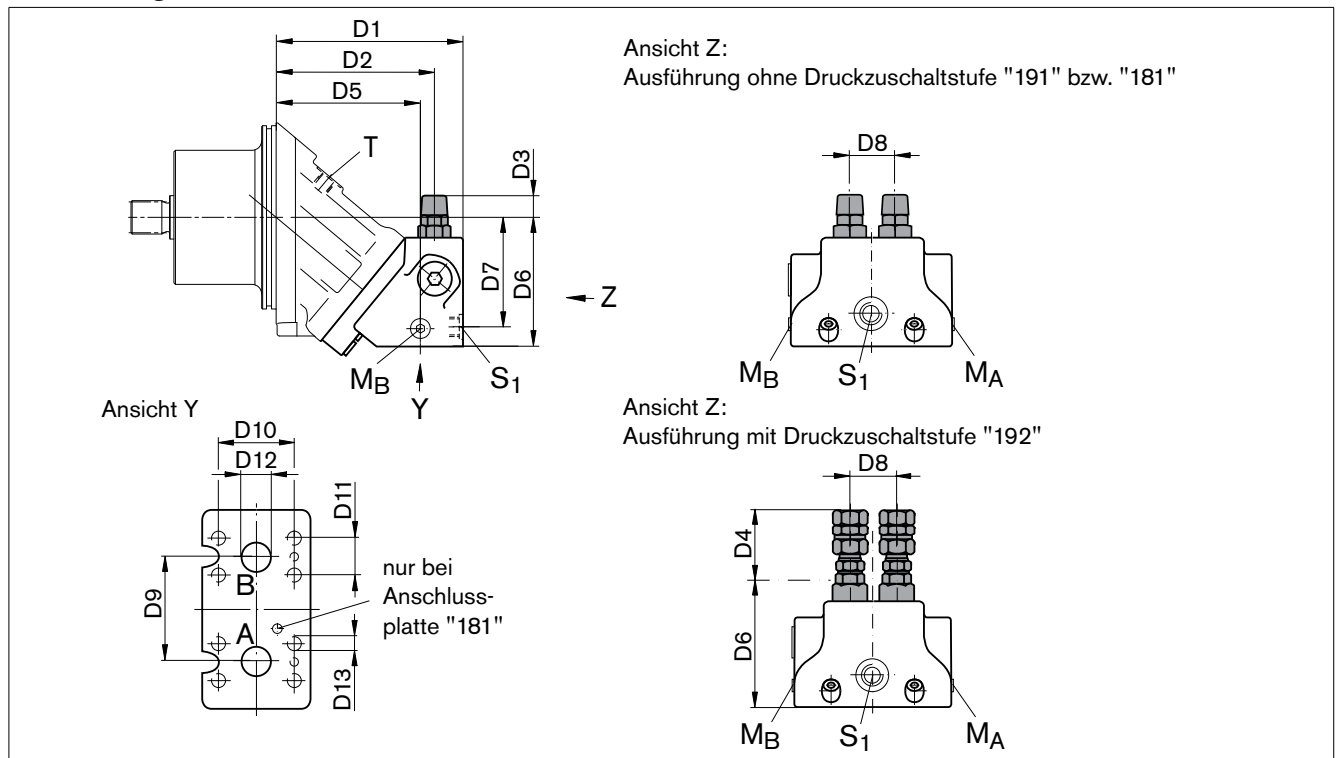 D1
D2
D5
T
D3
D7
D6
Z
MB
Y
S1
Ansicht Z:
Ausführung ohne Druckzuschaltstufe "191" bzw. "181"
D8
MB
S1
MA
Ansicht Y
D10
D12
D11
D9
B
A
D13
nur bei
Anschluss-
platte "181"
Ansicht Z:
Ausführung mit Druckzuschaltstufe "192"
D8
D4
D6
MB
S1
MA